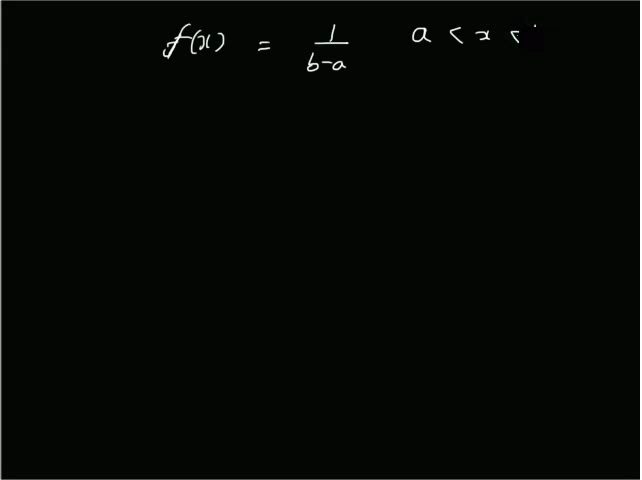 f(x) = 1/(b-a) a < x <